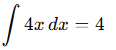 ∫ 4x dx = 4